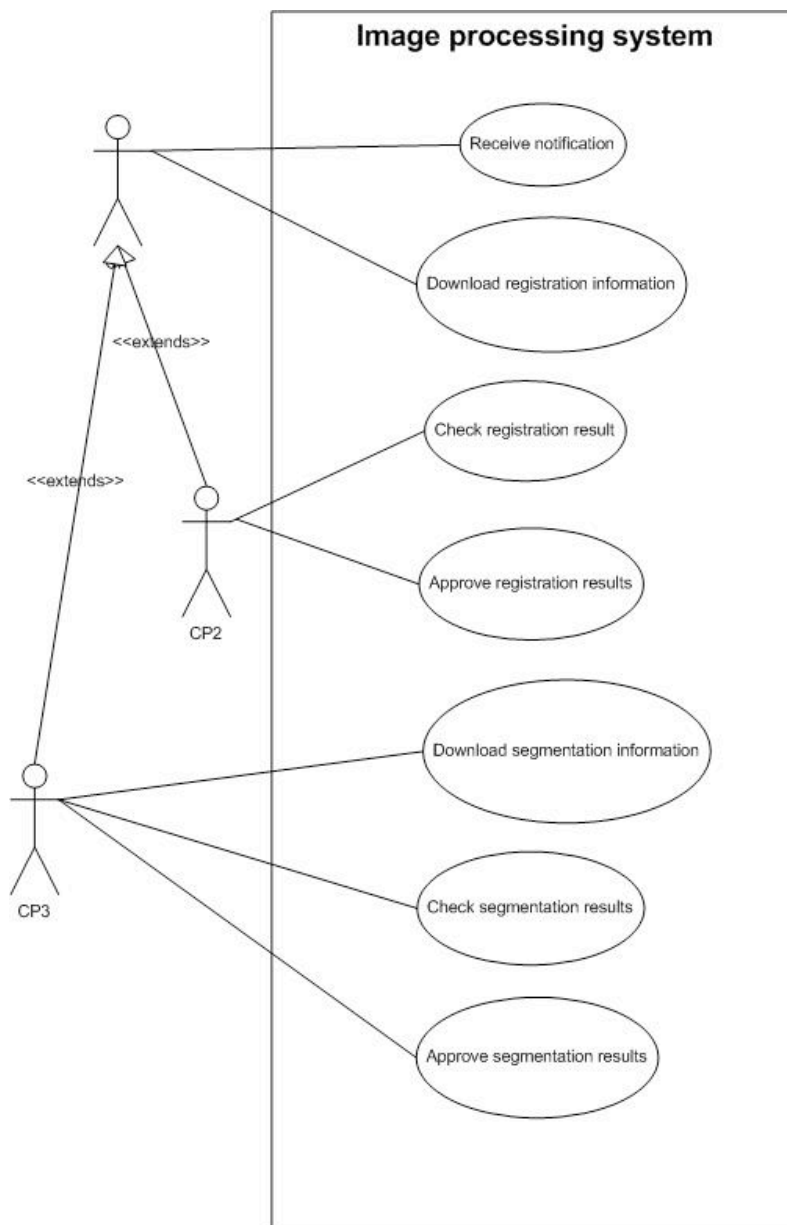 Image processing system
Receive notification
Download registration information
<<extends>>
Check registration result
<<extends>>
Approve registration results
CP2
Download segmentation information
Check segmentation results
CP3
Approve segmentation results